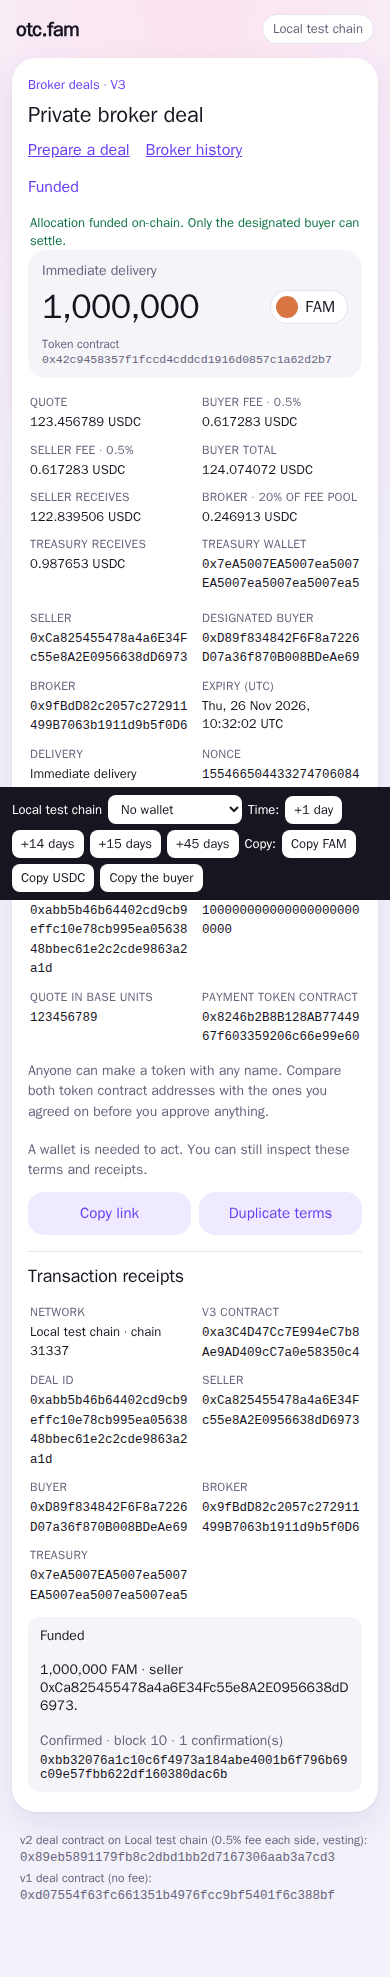 otc.fam
Local test chain
Broker deals · V3
Private broker deal
Prepare a deal Broker history
Funded
Allocation funded on-chain. Only the designated buyer can
settle.
Immediate delivery
1,000,000
FAM
Token contract
0x42c9458357f1fccd4cddcd1916d0857c1a62d2b7
QUOTE
123.456789 USDC
BUYER FEE · 0.5%
0.617283 USDC
SELLER FEE · 0.5%
0.617283 USDC
BUYER TOTAL
124.074072 USDC
SELLER RECEIVES
122.839506 USDC
BROKER · 20% OF FEE POOL
0.246913 USDC
TREASURY RECEIVES
0.987653 USDC
TREASURY WALLET
0x7eA5007EA5007ea5007
EA5007ea5007ea5007ea5
SELLER
0xCa825455478a4a6E34F
c55e8A2E0956638dD6973
DESIGNATED BUYER
0xD89f834842F6F8a7226
D07a36f870B008BDeAe69
BROKER
0x9fBdD82c2057c272911
499B7063b1911d9b5f0D6
EXPIRY (UTC)
Thu, 26 Nov 2026,
10:32:02 UTC
DELIVERY
Immediate delivery
NONCE
155466504433274706084
Local test chain
No wallet
Time:
+1 day
+14 days
+15 days
+45 days
Copy:
Copy FAM
Copy USDC
Copy the buyer
0xabb5b46b64402cd9cb9
effc10e78cb995ea05638
48bbec61e2c2cde9863a2
a1d
100000000000000000000
0000
QUOTE IN BASE UNITS
123456789
PAYMENT TOKEN CONTRACT
0x8246b2B8B128AB77449
67f603359206c66e99e60
Anyone can make a token with any name. Compare
both token contract addresses with the ones you
agreed on before you approve anything.
A wallet is needed to act. You can still inspect these
terms and receipts.
Copy link
Duplicate terms
Transaction receipts
NETWORK
Local test chain · chain
31337
V3 CONTRACT
0xa3C4D47Cc7E994eC7b8
Ae9AD409cC7a0e58350c4
DEAL ID
0xabb5b46b64402cd9cb9
effc10e78cb995ea05638
48bbec61e2c2cde9863a2
a1d
SELLER
0xCa825455478a4a6E34F
c55e8A2E0956638dD6973
BUYER
0xD89f834842F6F8a7226
D07a36f870B008BDeAe69
BROKER
0x9fBdD82c2057c272911
499B7063b1911d9b5f0D6
TREASURY
0x7eA5007EA5007ea5007
EA5007ea5007ea5007ea5
Funded
1,000,000 FAM · seller
0xCa825455478a4a6E34Fc55e8A2E0956638dD
6973.
Confirmed · block 10 · 1 confirmation(s)
0xbb32076a1c10c6f4973a184abe4001b6f796b69
c09e57fbb622df160380dac6b
v2 deal contract on Local test chain (0.5% fee each side, vesting):
0x89eb5891179fb8c2dbd1bb2d7167306aab3a7cd3
v1 deal contract (no fee):
0xd07554f63fc661351b4976fcc9bf5401f6c388bf